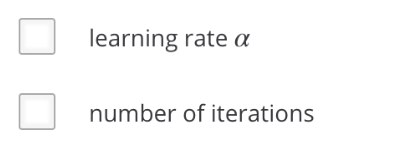 learning rate α
number of iterations